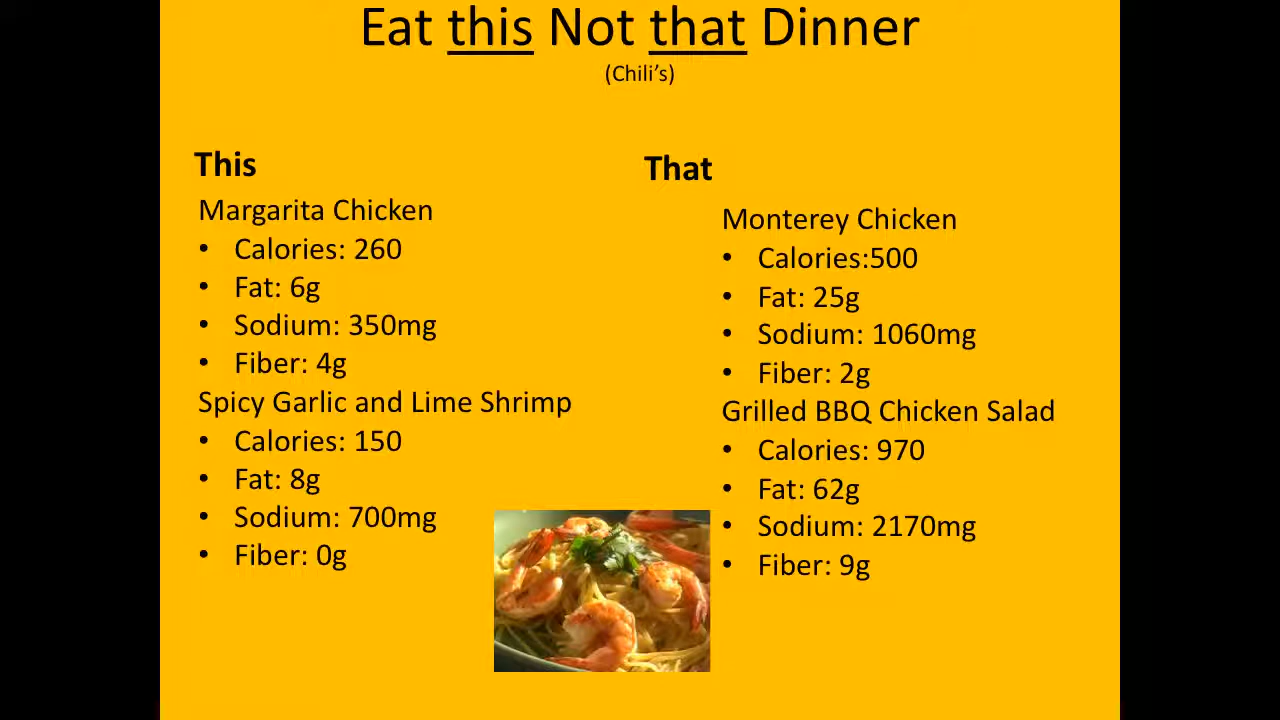 Eat this Not that Dinner
(Chili’s)
This
Margarita Chicken
• Calories: 260
• Fat: 6g
• Sodium: 350mg
• Fiber: 4g
Spicy Garlic and Lime Shrimp
• Calories: 150
• Fat: 8g
• Sodium: 700mg
• Fiber: 0g
That
Monterey Chicken
• Calories:500
• Fat: 25g
• Sodium: 1060mg
• Fiber: 2g
Grilled BBQ Chicken Salad
• Calories: 970
• Fat: 62g
• Sodium: 2170mg
• Fiber: 9g